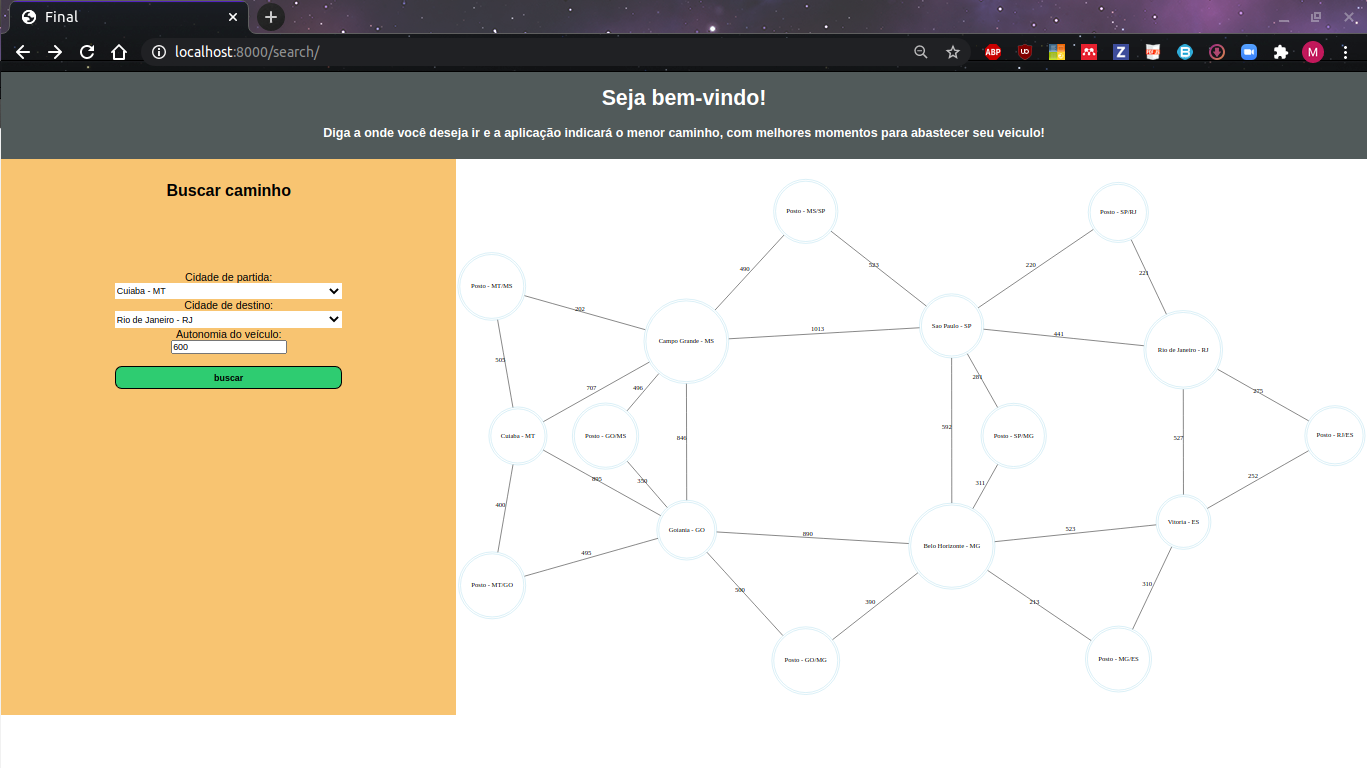 Final
localhost:8000/search/
ABP
M
Seja bem-vindo!
Diga a onde você deseja ir e a aplicação indicará o menor caminho, com melhores momentos para abastecer seu veiculo!
Buscar caminho
Cidade de partida:
Cuiaba - MT
Cidade de destino:
Rio de Janeiro - RJ
Autonomia do veículo:
600
buscar
Posto - MS/SP
Posto - SP/RJ
490
523
220
221
Posto - MT/MS
202
Campo Grande - MS
1013
Sao Paulo - SP
441
Rio de Janeiro - RJ
505
707
496
281
275
Cuiaba - MT
Posto - GO/MS
846
592
Posto - SP/MG
527
Posto - RJ/ES
895
350
311
252
400
Goiania - GO
890
Belo Horizonte - MG
523
Vitoria - ES
495
Posto - MT/GO
500
390
213
310
Posto - GO/MG
Posto - MG/ES